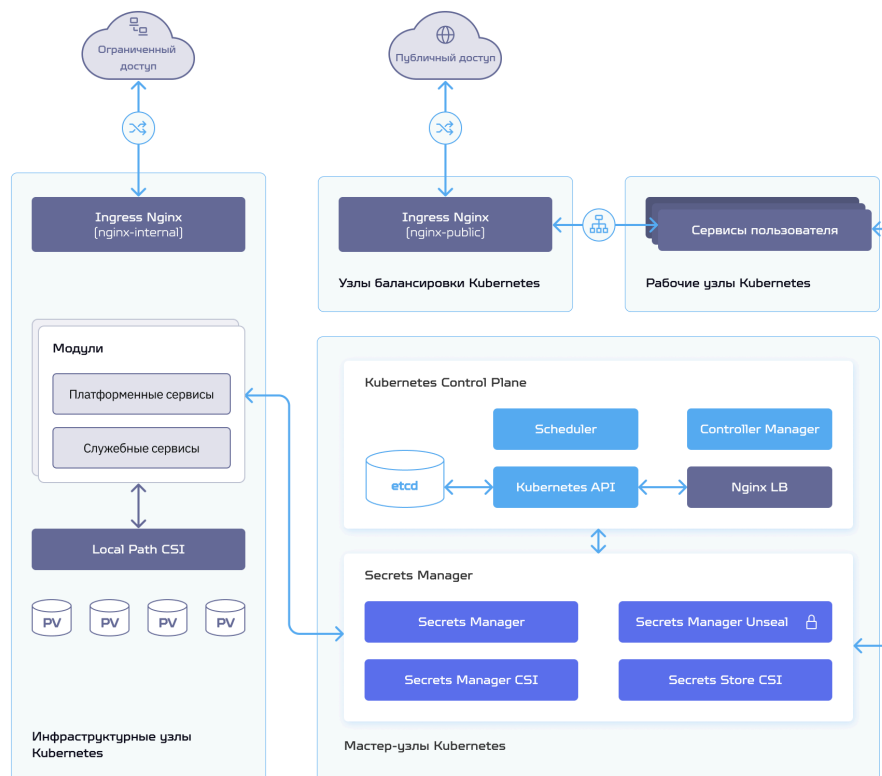 Ограниченный
доступ
Публичный доступ
Ingress Nginx
(nginx-internal)
Ingress Nginx
(nginx-public)
Сервисы пользователя
Узлы балансировки Kubernetes
Рабочие узлы Kubernetes
Модули
Платформенные сервисы
Служебные сервисы
Local Path CSI
PV
PV
PV
PV
Инфраструктурные узлы
Kubernetes
Kubernetes Control Plane
Scheduler
Controller Manager
etcd
Kubernetes API
Nginx LB
Secrets Manager
Secrets Manager
Secrets Manager Unseal
Secrets Manager CSI
Secrets Store CSI
Мастер-узлы Kubernetes